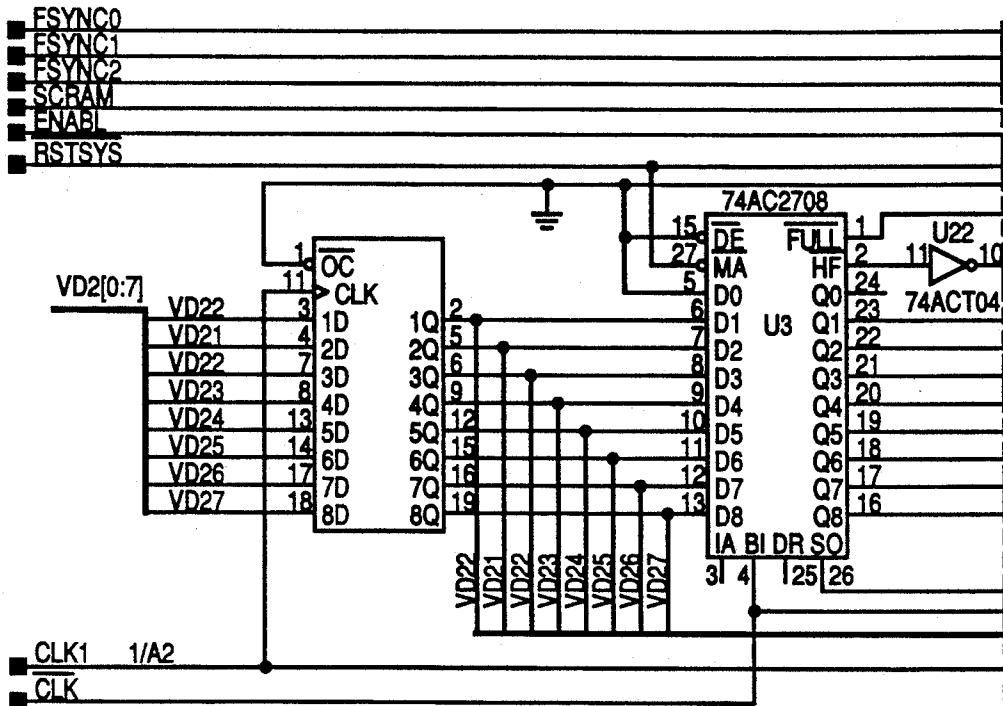 FSYNC0
FSYNC1
FSYNC2
SCRAM
ENABL
RSTSYS
74AC2708
1 OC
11 CLK
VD2[0:7]
VD22 3 1D 1Q 2
VD21 4 2D 2Q 5
VD22 7 3D 3Q 6
VD23 8 4D 4Q 9
VD24 13 5D 5Q 12
VD25 14 6D 6Q 15
VD26 17 7D 7Q 16
VD27 18 8D 8Q 19
15 DE FULL 1
27 MA HF 2
5 D0 Q0 24
6 D1 Q1 23
7 D2 Q2 22
8 D3 Q3 21
9 D4 Q4 20
10 D5 Q5 19
11 D6 Q6 18
12 D7 Q7 17
13 D8 Q8 16
U3
IA BI DR SO
3 4 25 26
U22
11 10
74ACT04
VD22
VD21
VD22
VD23
VD24
VD25
VD26
VD27
CLK1 1/A2
CLK